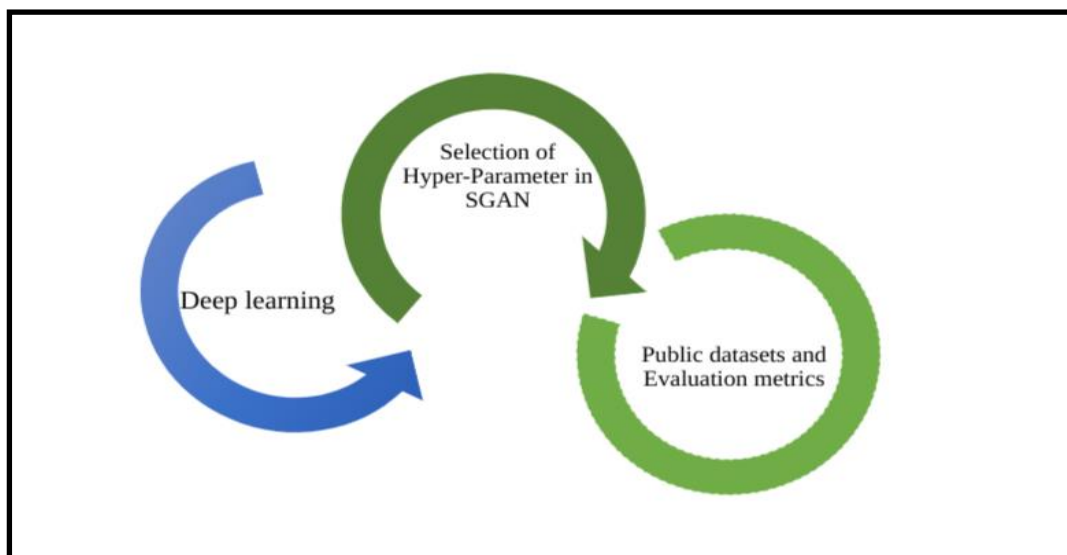 Deep learning
Selection of
Hyper-Parameter in
SGAN
Public datasets and
Evaluation metrics